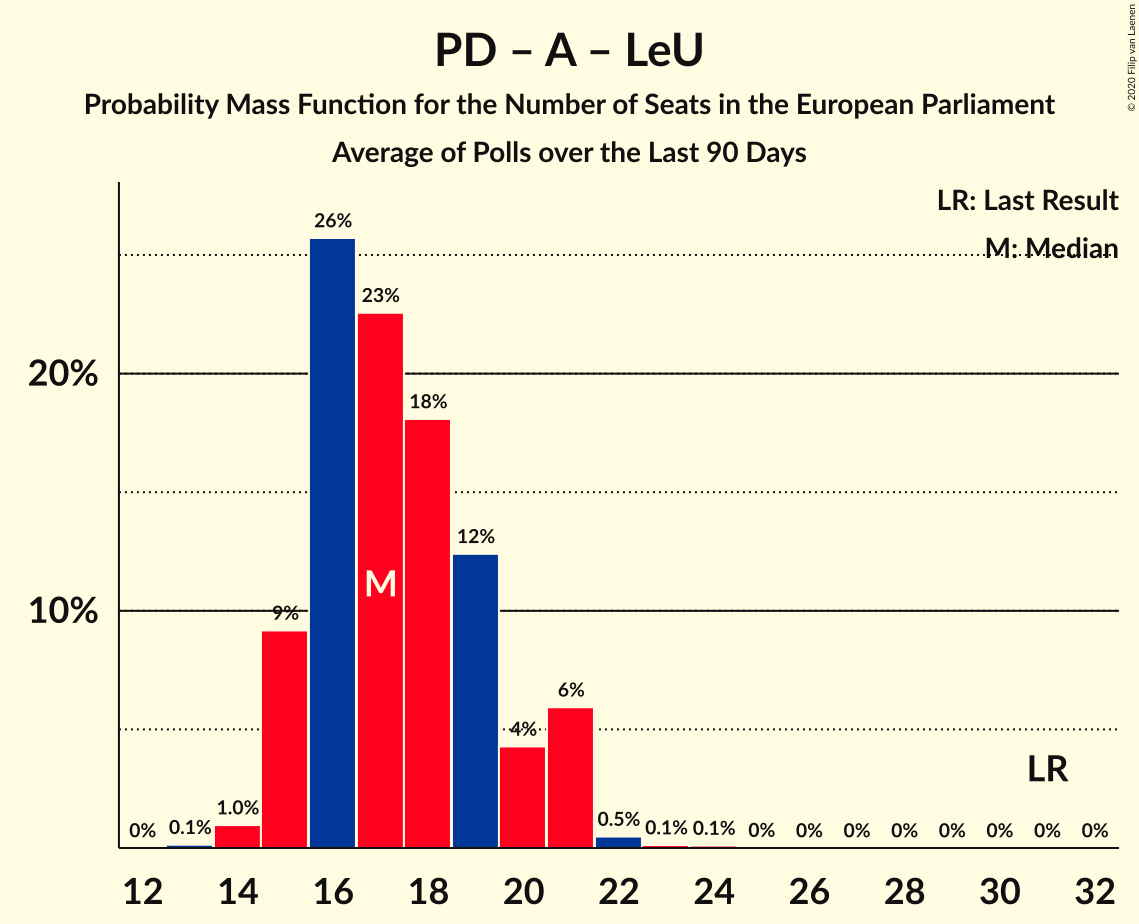 PD – A – LeU
Probability Mass Function for the Number of Seats in the European Parliament
Average of Polls over the Last 90 Days
© 2020 Filip van Laenen
LR: Last Result
M: Median
26%
23%
20%
18%
12%
M
10%
9%
6%
4%
LR
0% 0.1% 1.0% 0.5% 0.1% 0.1% 0% 0% 0% 0% 0% 0% 0% 0%
12 14 16 18 20 22 24 26 28 30 32